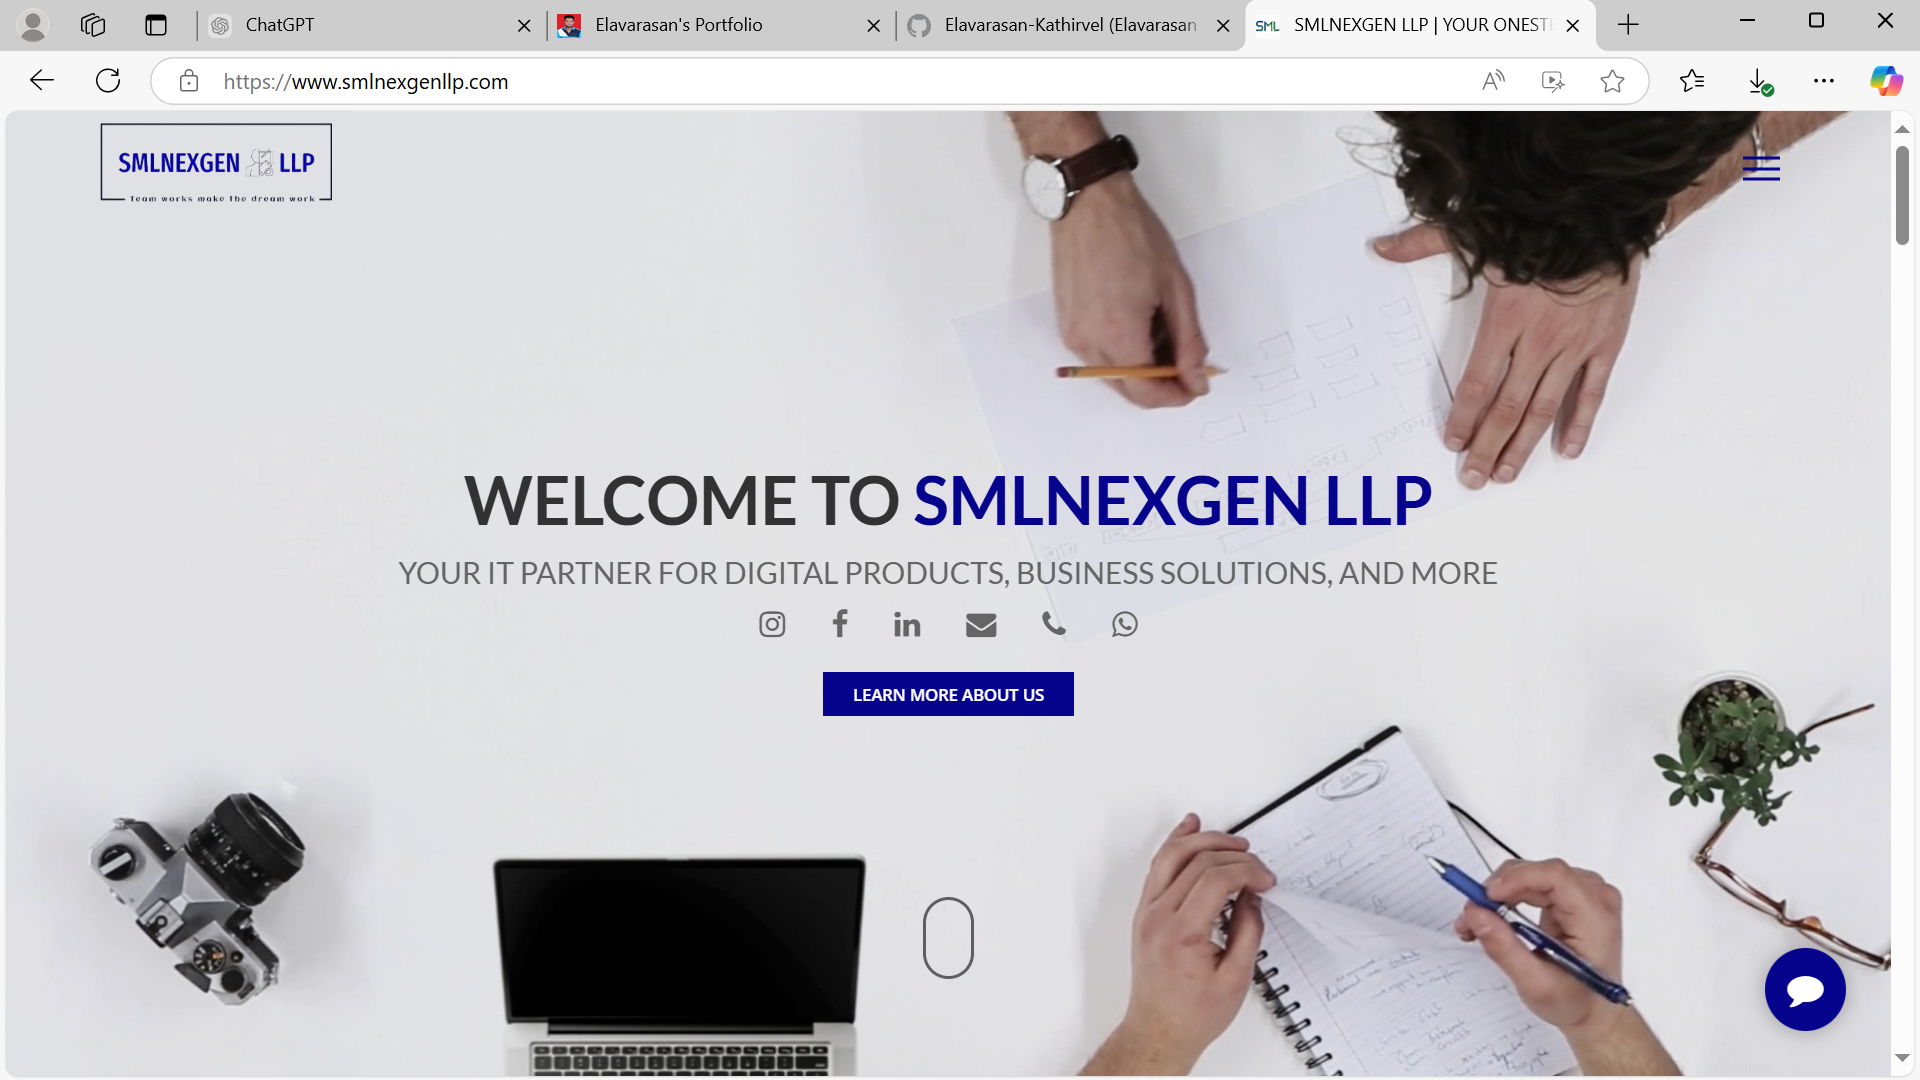 ChatGPT
Elavarasan's Portfolio
Elavarasan-Kathirvel (Elavarasan
SML
SMLNEXGEN LLP | YOUR ONEST
https://www.smlnexgenllp.com
SMLNEXGEN LLP
Team works make the dream work
WELCOME TO SMLNEXGEN LLP
YOUR IT PARTNER FOR DIGITAL PRODUCTS, BUSINESS SOLUTIONS, AND MORE
LEARN MORE ABOUT US